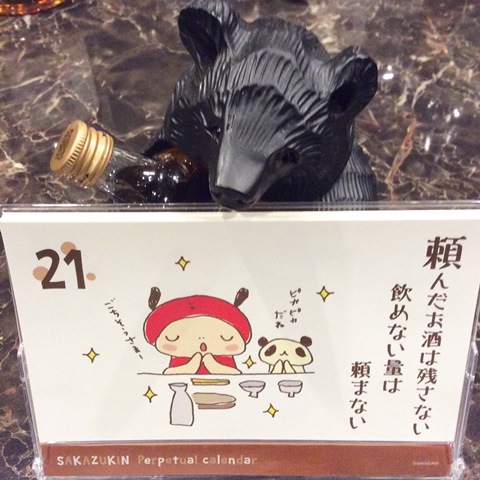 21
頼んだお酒は残さない
飲めない量は
頼まない
ごちそうさまー
ピカピカ
だね
SAKAZUKIN Perpetual calendar